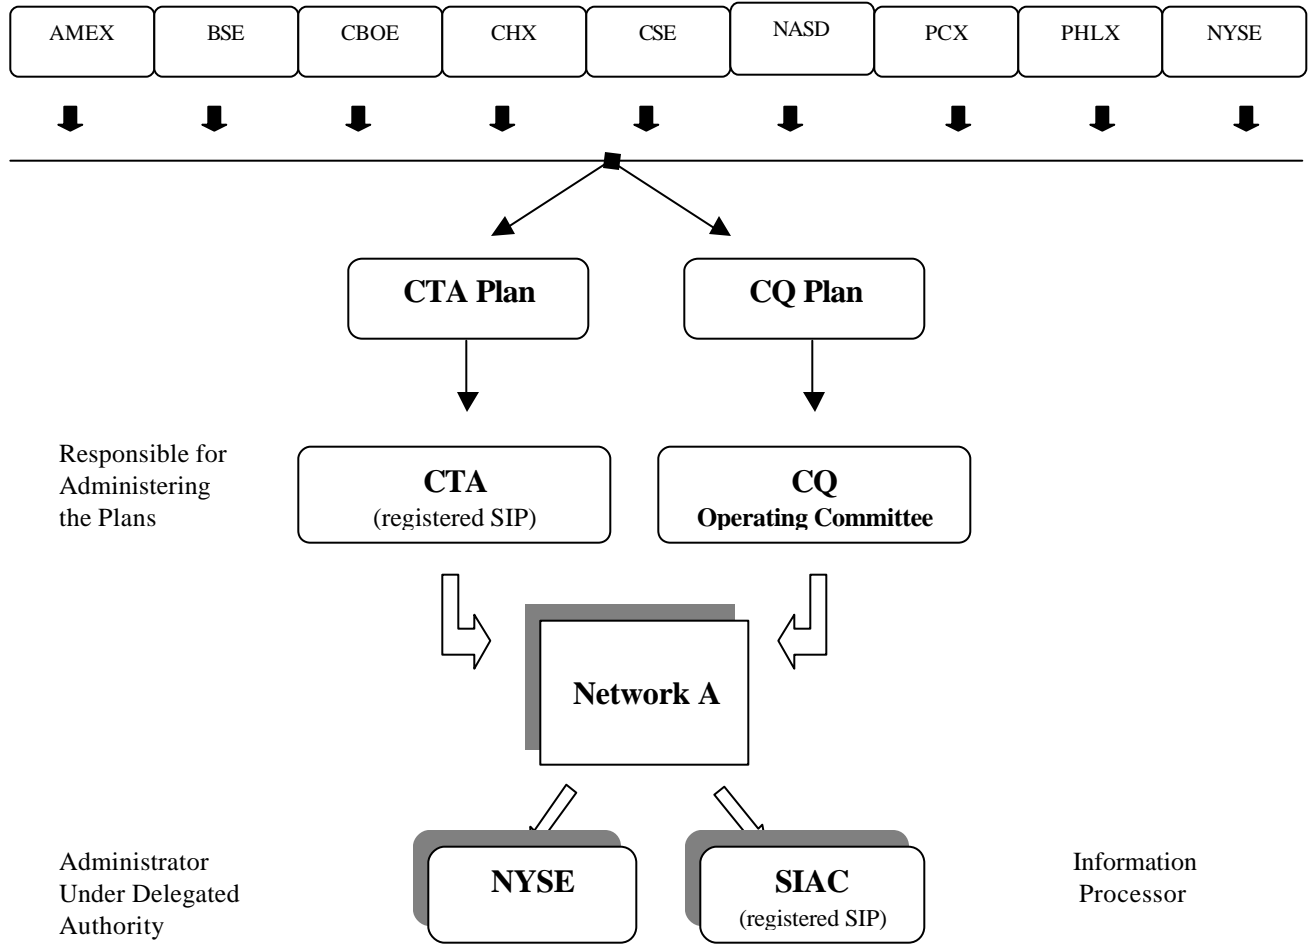 AMEX BSE CBOE CHX CSE NASD PCX PHLX NYSE
CTA Plan CQ Plan
Responsible for
Administering
the Plans
CTA
(registered SIP)
CQ
Operating Committee
Network A
Administrator
Under Delegated
Authority
NYSE
SIAC
(registered SIP)
Information
Processor